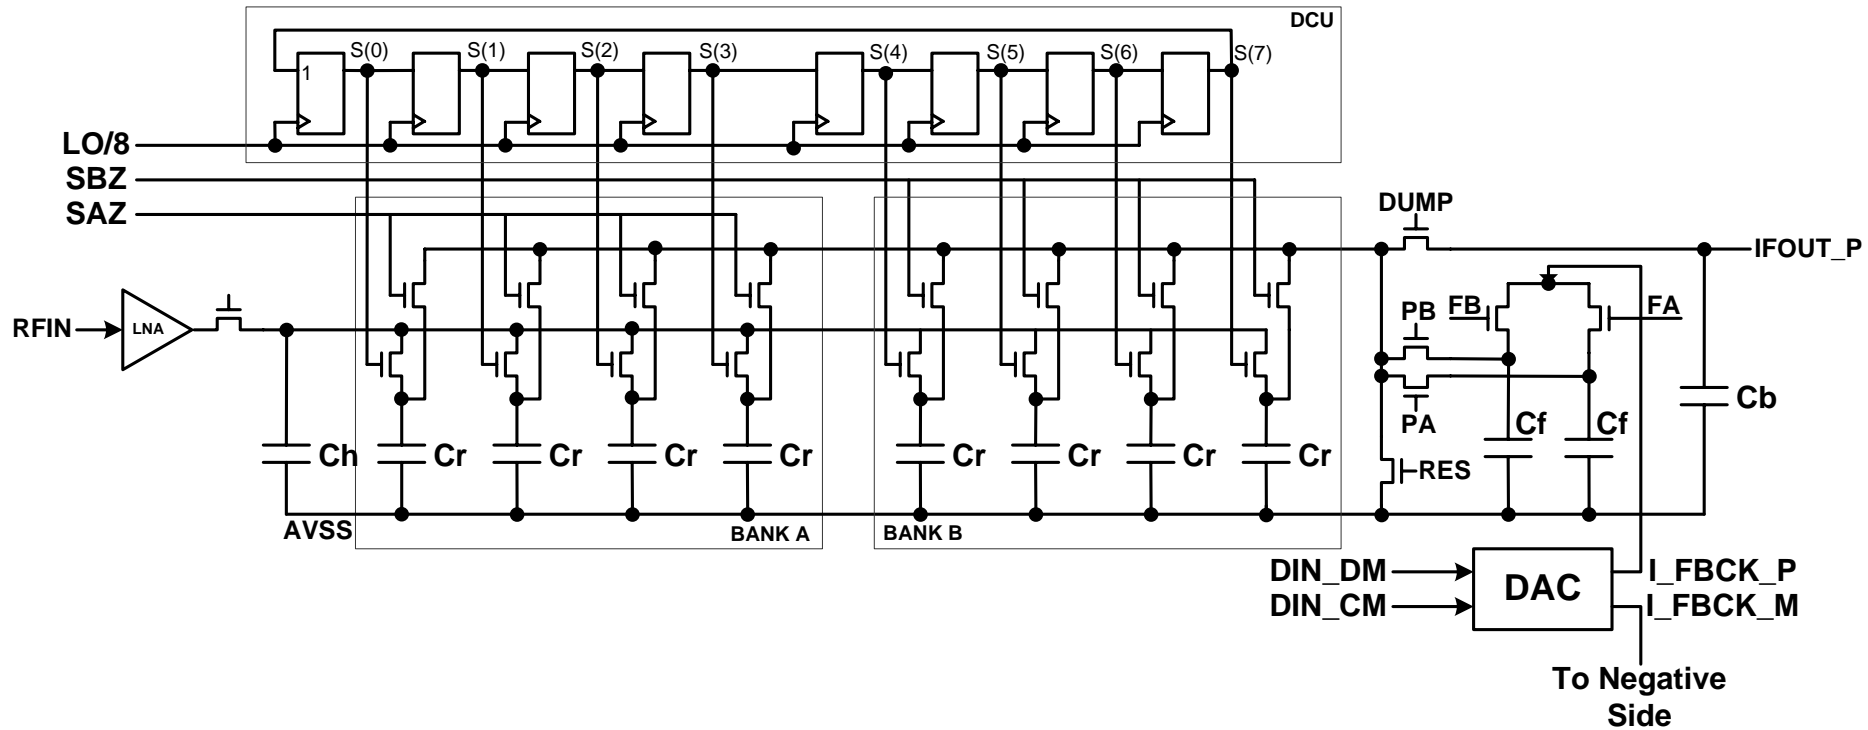 DCU
S(0) S(1) S(2) S(3) S(4) S(5) S(6) S(7)
1
LO/8
SBZ
SAZ
DUMP
IFOUT_P
RFIN
LNA
PB
FB
FA
PA
Cf
Cf
Cb
Ch
Cr
Cr
Cr
Cr
Cr
Cr
Cr
Cr
RES
AVSS
BANK A
BANK B
DIN_DM
DIN_CM
DAC
I_FBCK_P
I_FBCK_M
To Negative
Side